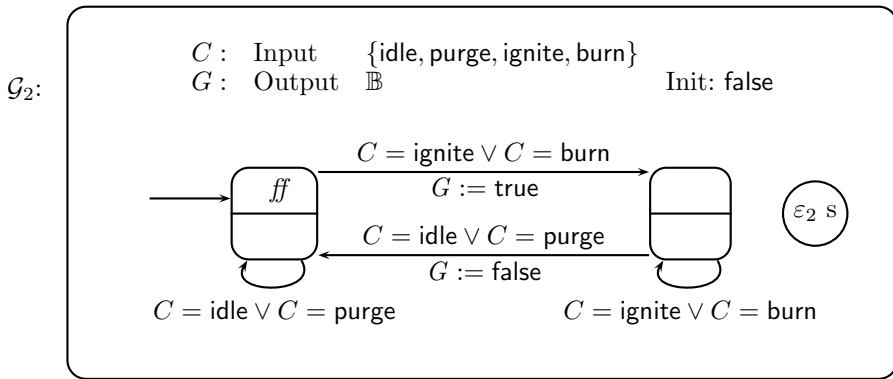 C : Input {idle, purge, ignite, burn}
G : Output 𝔹 Init: false
𝒢₂:
C = ignite ∨ C = burn
G := true
ff
ε₂ s
C = idle ∨ C = purge
G := false
C = idle ∨ C = purge
C = ignite ∨ C = burn